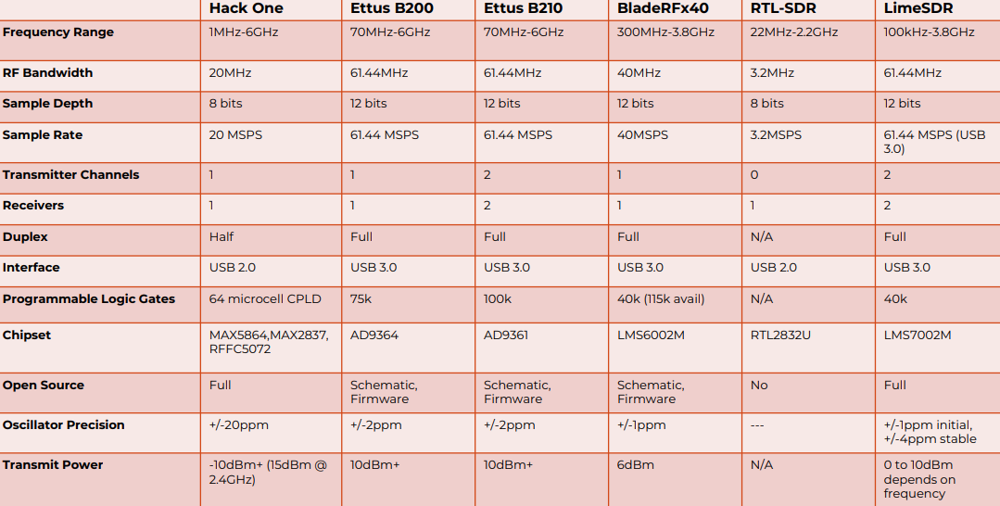 Hack One Ettus B200 Ettus B210 BladeRFx40 RTL-SDR LimeSDR
Frequency Range 1MHz-6GHz 70MHz-6GHz 70MHz-6GHz 300MHz-3.8GHz 22MHz-2.2GHz 100kHz-3.8GHz
RF Bandwidth 20MHz 61.44MHz 61.44MHz 40MHz 3.2MHz 61.44MHz
Sample Depth 8 bits 12 bits 12 bits 12 bits 8 bits 12 bits
Sample Rate 20 MSPS 61.44 MSPS 61.44 MSPS 40MSPS 3.2MSPS 61.44 MSPS (USB
3.0)
Transmitter Channels 1 1 2 1 0 2
Receivers 1 1 2 1 1 2
Duplex Half Full Full Full N/A Full
Interface USB 2.0 USB 3.0 USB 3.0 USB 3.0 USB 2.0 USB 3.0
Programmable Logic Gates 64 microcell CPLD 75k 100k 40k (115k avail) N/A 40k
Chipset MAX5864,MAX2837, AD9364 AD9361 LMS6002M RTL2832U LMS7002M
RFFC5072
Open Source Full Schematic, Schematic, Schematic, No Full
Firmware Firmware Firmware
Oscillator Precision +/-20ppm +/-2ppm +/-2ppm +/-1ppm --- +/-1ppm initial,
+/-4ppm stable
Transmit Power -10dBm+ (15dBm @ 10dBm+ 10dBm+ 6dBm N/A 0 to 10dBm
2.4GHz) depends on
frequency